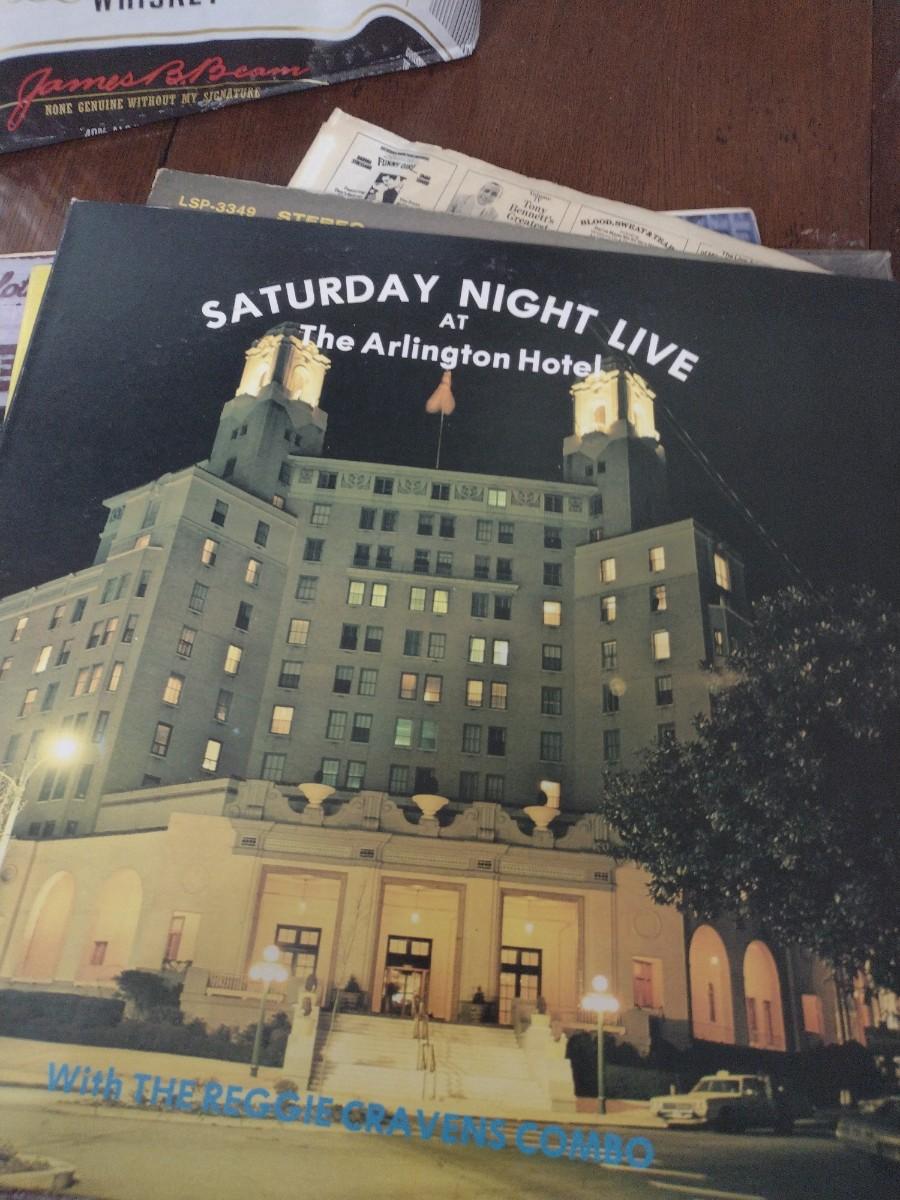 WHISKEY
James B. Beam
NONE GENUINE WITHOUT MY SIGNATURE
FUNNY GIRL
Tony
Bennett's
Greatest
BLOOD, SWEAT & TEARS
LSP-3349 STEREO
SATURDAY NIGHT LIVE
AT
The Arlington Hotel
With THE REGGIE CRAVENS COMBO